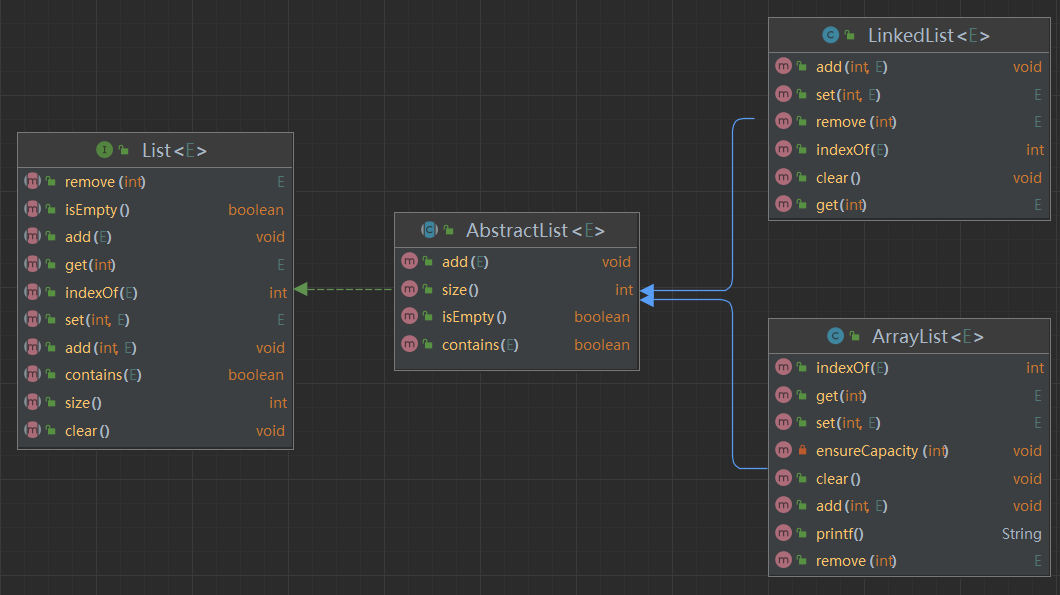 List<E>
remove(int) E
isEmpty() boolean
add(E) void
get(int) E
indexOf(E) int
set(int, E) E
add(int, E) void
contains(E) boolean
size() int
clear() void
AbstractList<E>
add(E) void
size() int
isEmpty() boolean
contains(E) boolean
LinkedList<E>
add(int, E) void
set(int, E) E
remove(int) E
indexOf(E) int
clear() void
get(int) E
ArrayList<E>
indexOf(E) int
get(int) E
set(int, E) E
ensureCapacity(int) void
clear() void
add(int, E) void
printf() String
remove(int) E